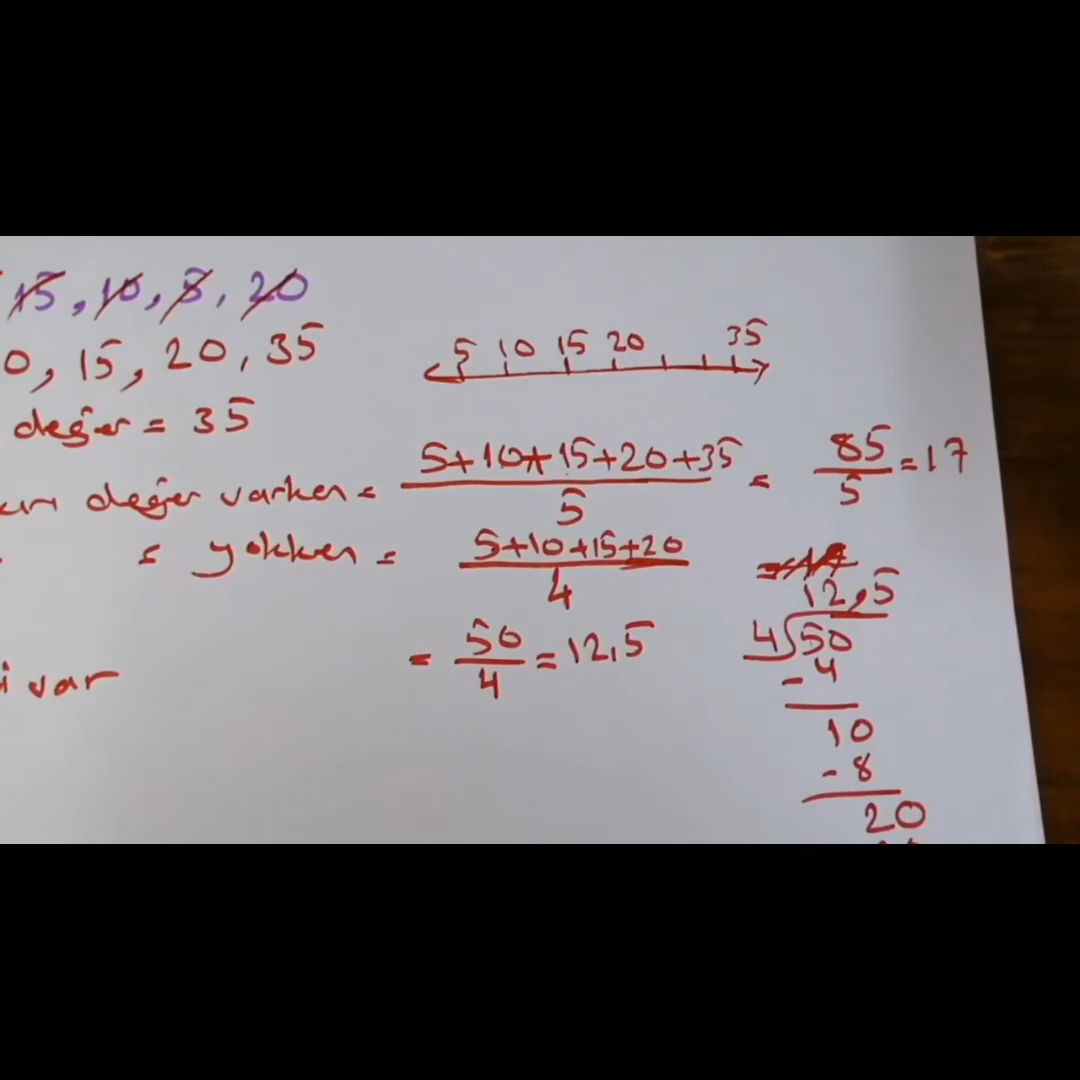 15, 10, 5, 20
0, 15, 20, 35
5 10 15 20 35
değer = 35
değer varken = 5+10+15+20+35 / 5 = 85 / 5 = 17
= yokken = 5+10+15+20 / 4
= 50 / 4 = 12,5
var
12,5
4 50
- 4
10
- 8
20